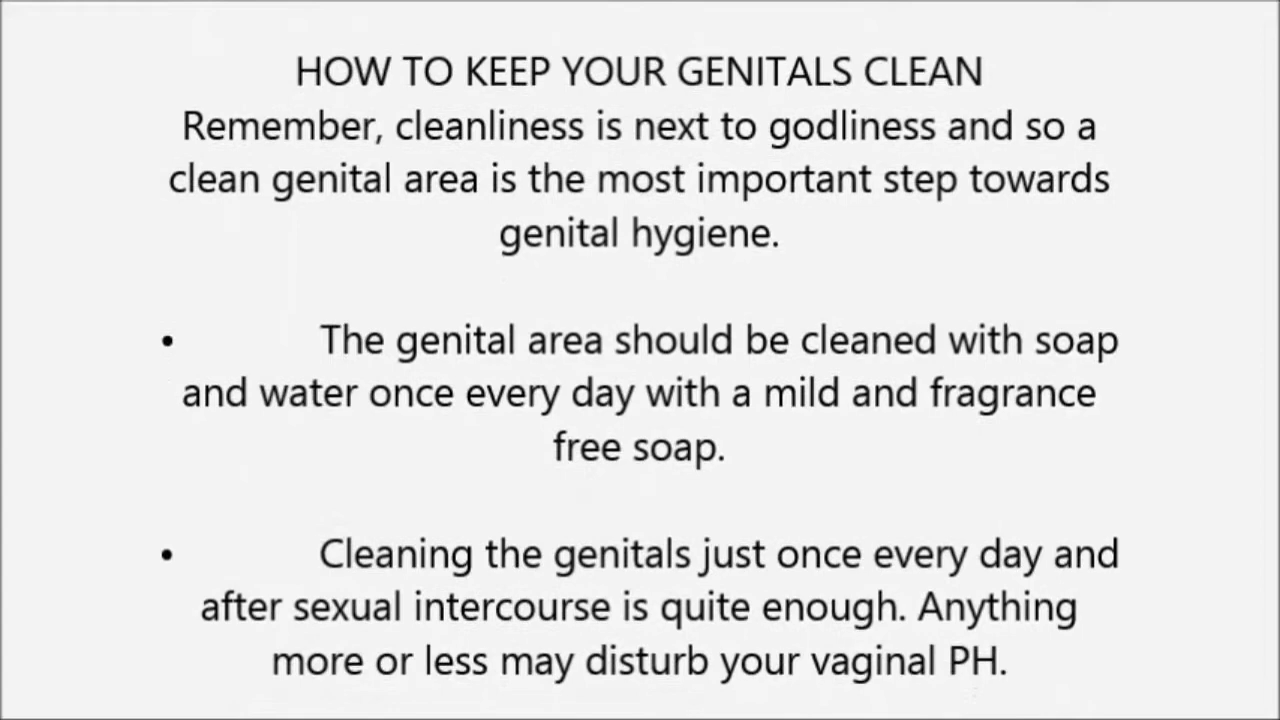 HOW TO KEEP YOUR GENITALS CLEAN
Remember, cleanliness is next to godliness and so a
clean genital area is the most important step towards
genital hygiene.
• The genital area should be cleaned with soap
and water once every day with a mild and fragrance
free soap.
• Cleaning the genitals just once every day and
after sexual intercourse is quite enough. Anything
more or less may disturb your vaginal PH.